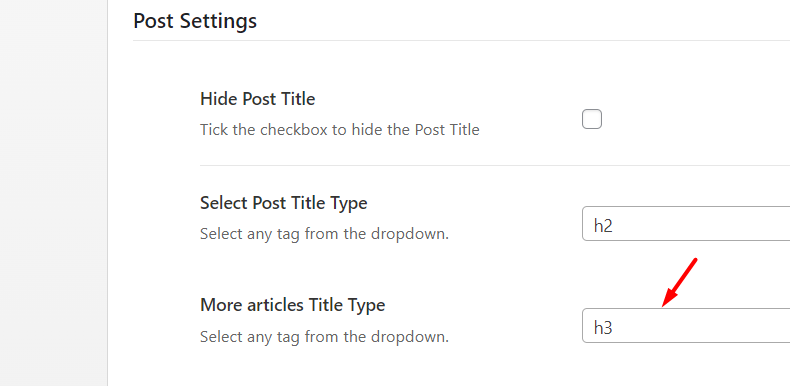 Post Settings
Hide Post Title
Tick the checkbox to hide the Post Title
Select Post Title Type
Select any tag from the dropdown.
h2
More articles Title Type
Select any tag from the dropdown.
h3